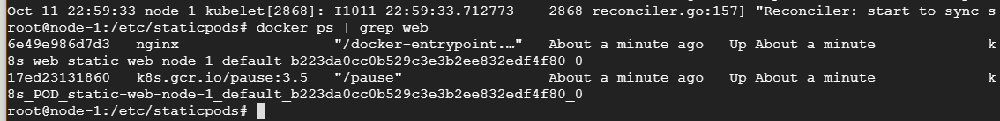 Oct 11 22:59:33 node-1 kubelet[2868]: I1011 22:59:33.712773    2868 reconciler.go:157] "Reconciler: start to sync s
root@node-1:/etc/staticpods# docker ps | grep web
6e49e986d7d3   nginx                  "/docker-entrypoint.…"   About a minute ago   Up About a minute             k
8s_web_static-web-node-1_default_b223da0cc0b529c3e3b2ee832edf4f80_0
17ed23131860   k8s.gcr.io/pause:3.5   "/pause"                 About a minute ago   Up About a minute             k
8s_POD_static-web-node-1_default_b223da0cc0b529c3e3b2ee832edf4f80_0
root@node-1:/etc/staticpods#